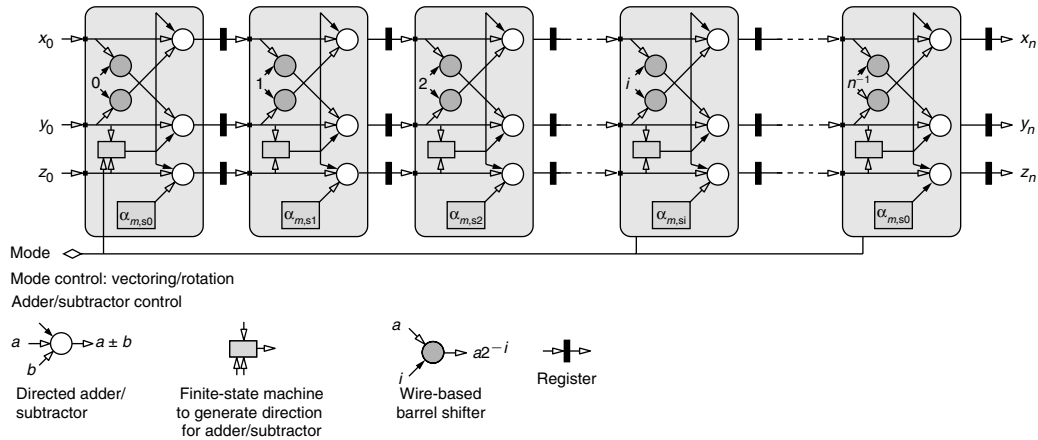 x0 xn
0 1 2 i n-1
y0 yn
z0 zn
αm,s0 αm,s1 αm,s2 αm,si αm,s0
Mode
Mode control: vectoring/rotation
Adder/subtractor control
a a ± b
b
a
a2−i
i
Directed adder/
subtractor
Finite-state machine
to generate direction
for adder/subtractor
Wire-based
barrel shifter
Register